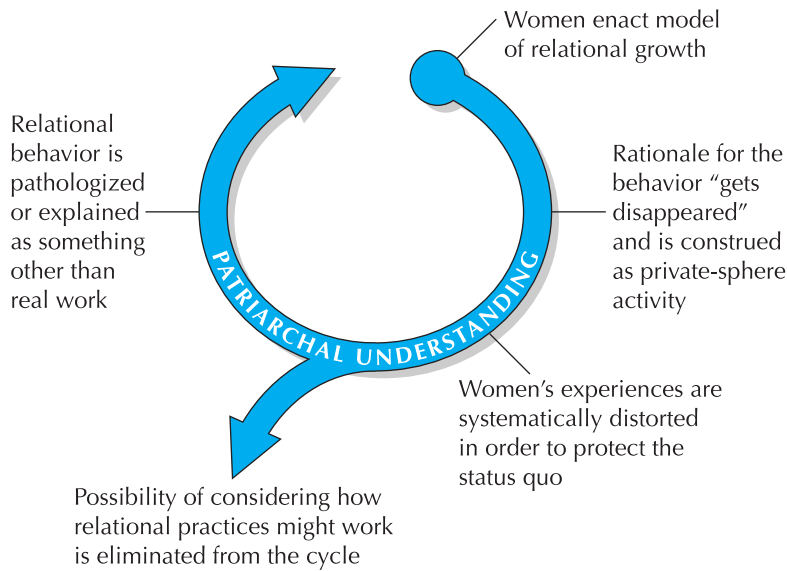 Women enact model
of relational growth
Rationale for the
behavior “gets
disappeared”
and is construed
as private-sphere
activity
Women’s experiences are
systematically distorted
in order to protect the
status quo
PATRIARCHAL UNDERSTANDING
Possibility of considering how
relational practices might work
is eliminated from the cycle
Relational
behavior is
pathologized
or explained
as something
other than
real work